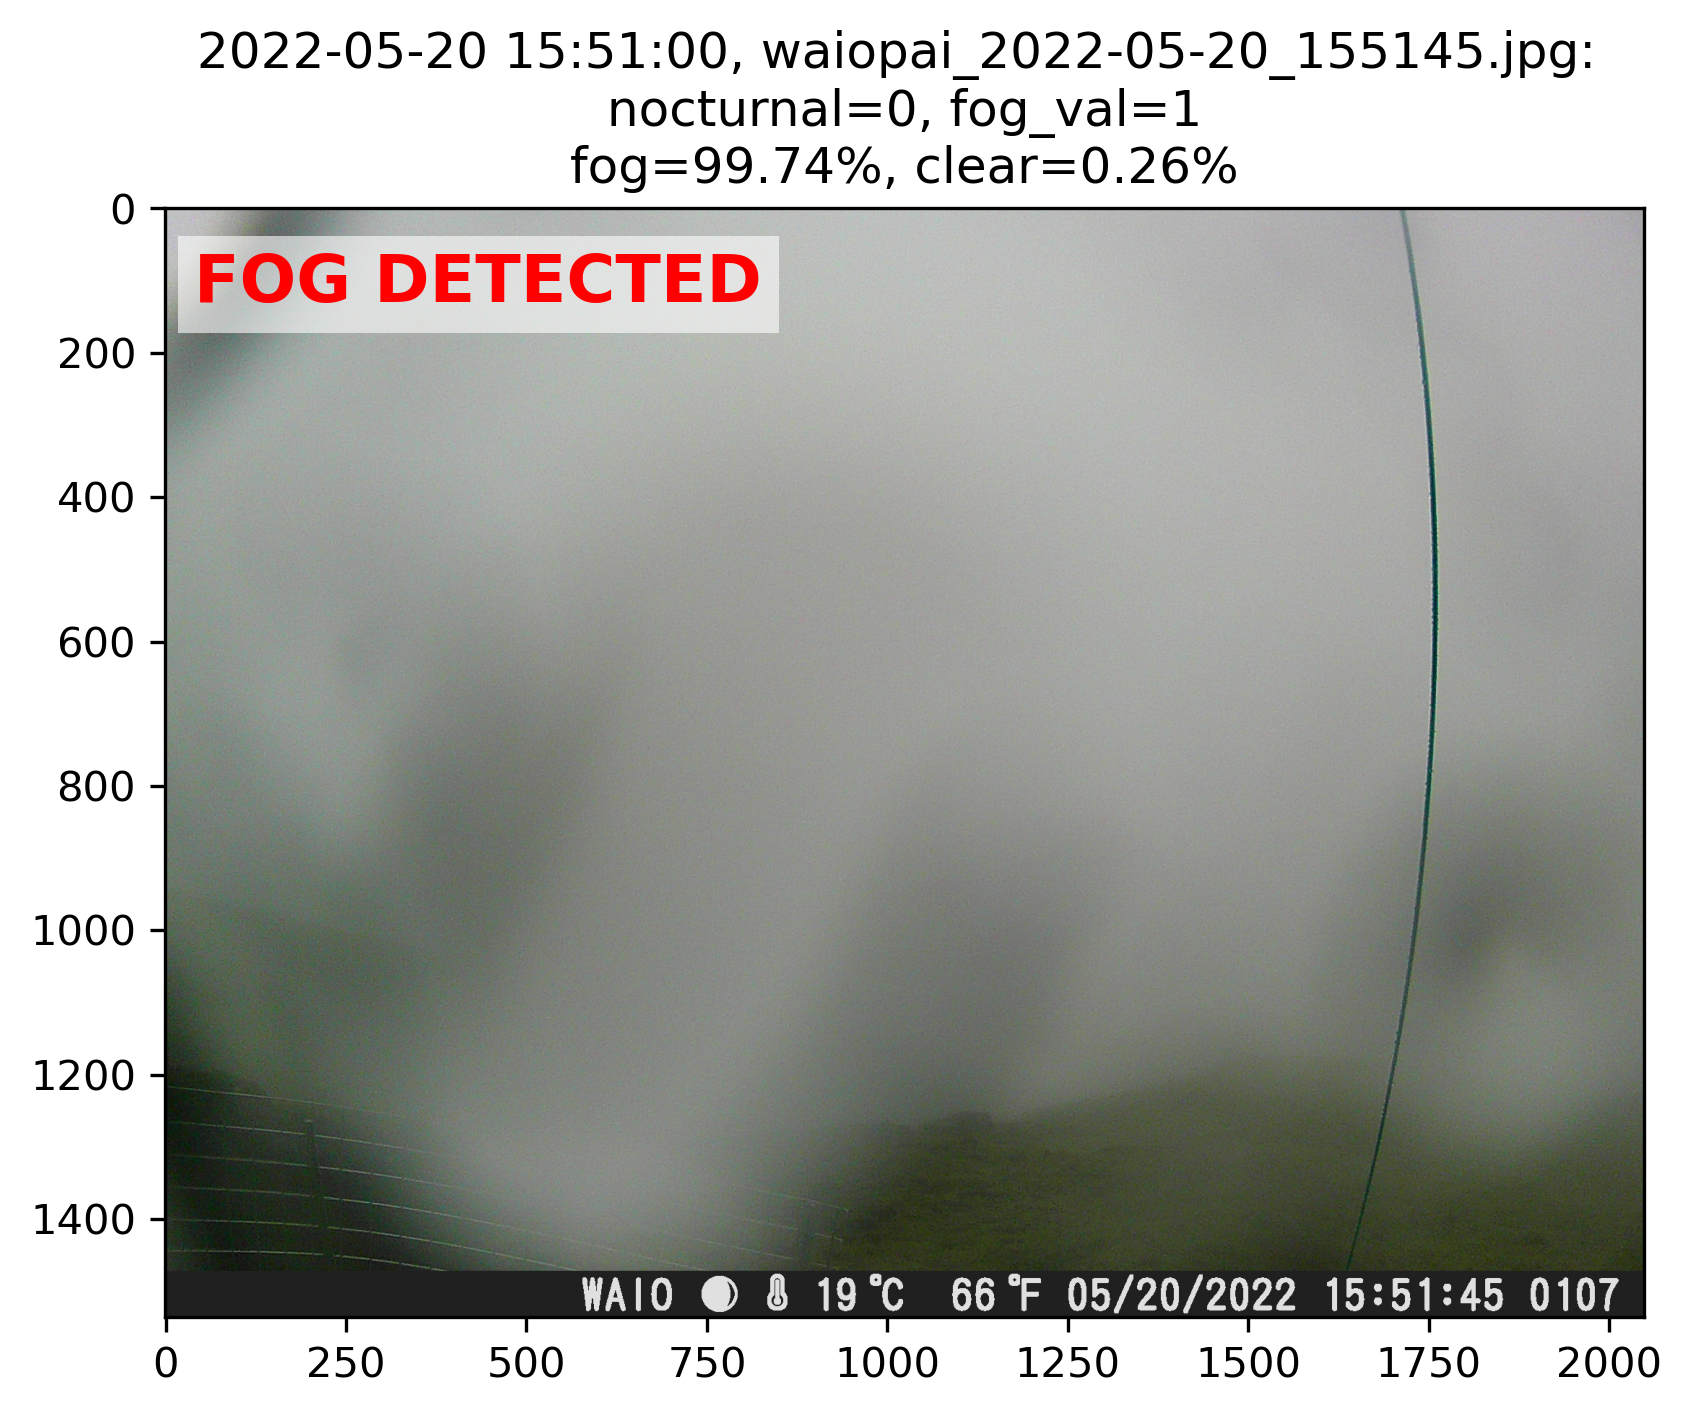 2022-05-20 15:51:00, waiopai_2022-05-20_155145.jpg:
nocturnal=0, fog_val=1
fog=99.74%, clear=0.26%
FOG DETECTED
0
200
400
600
800
1000
1200
1400
WAIO 19°C 66°F 05/20/2022 15:51:45 0107
0 250 500 750 1000 1250 1500 1750 2000